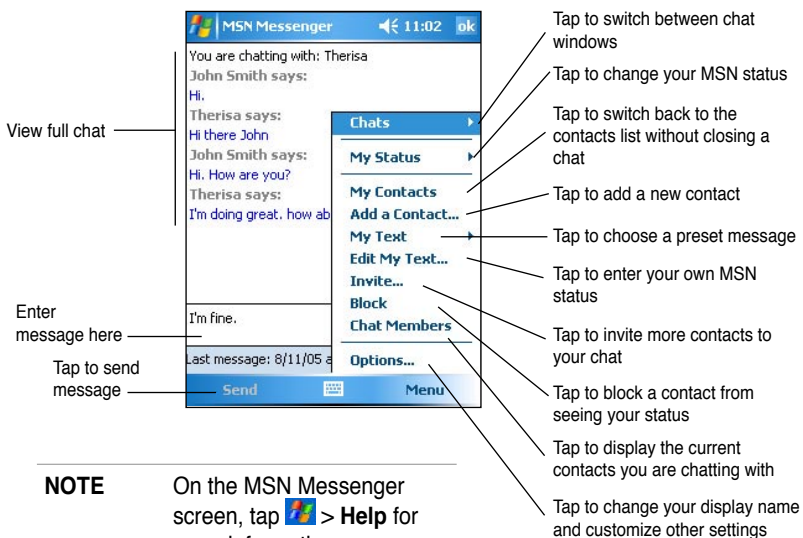 MSN Messenger 11:02 ok
You are chatting with: Therisa
John Smith says:
Hi.
Therisa says:
Hi there John
John Smith says:
Hi. How are you?
Therisa says:
I'm doing great. how ab
I'm fine.
Last message: 8/11/05 a
Send Menu
Chats
My Status
My Contacts
Add a Contact...
My Text
Edit My Text...
Invite...
Block
Chat Members
Options...
View full chat
Enter
message here
Tap to send
message
Tap to switch between chat
windows
Tap to change your MSN status
Tap to switch back to the
contacts list without closing a
chat
Tap to add a new contact
Tap to choose a preset message
Tap to enter your own MSN
status
Tap to invite more contacts to
your chat
Tap to block a contact from
seeing your status
Tap to display the current
contacts you are chatting with
Tap to change your display name
and customize other settings
NOTE On the MSN Messenger
screen, tap > Help for